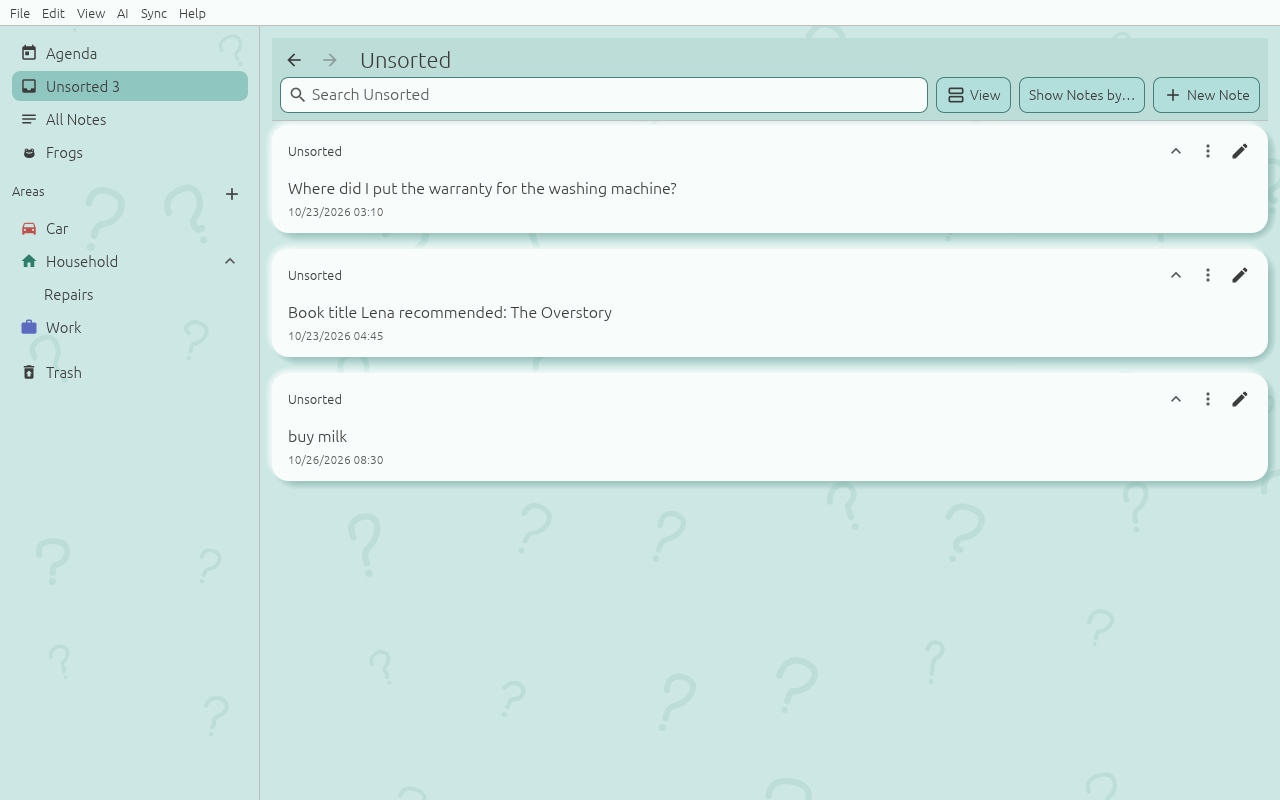 File Edit View AI Sync Help
Agenda
Unsorted 3
All Notes
Frogs
Areas
Car
Household
Repairs
Work
Trash
Unsorted
Search Unsorted
View
Show Notes by...
New Note
Unsorted
Where did I put the warranty for the washing machine?
10/23/2026 03:10
Unsorted
Book title Lena recommended: The Overstory
10/23/2026 04:45
Unsorted
buy milk
10/26/2026 08:30